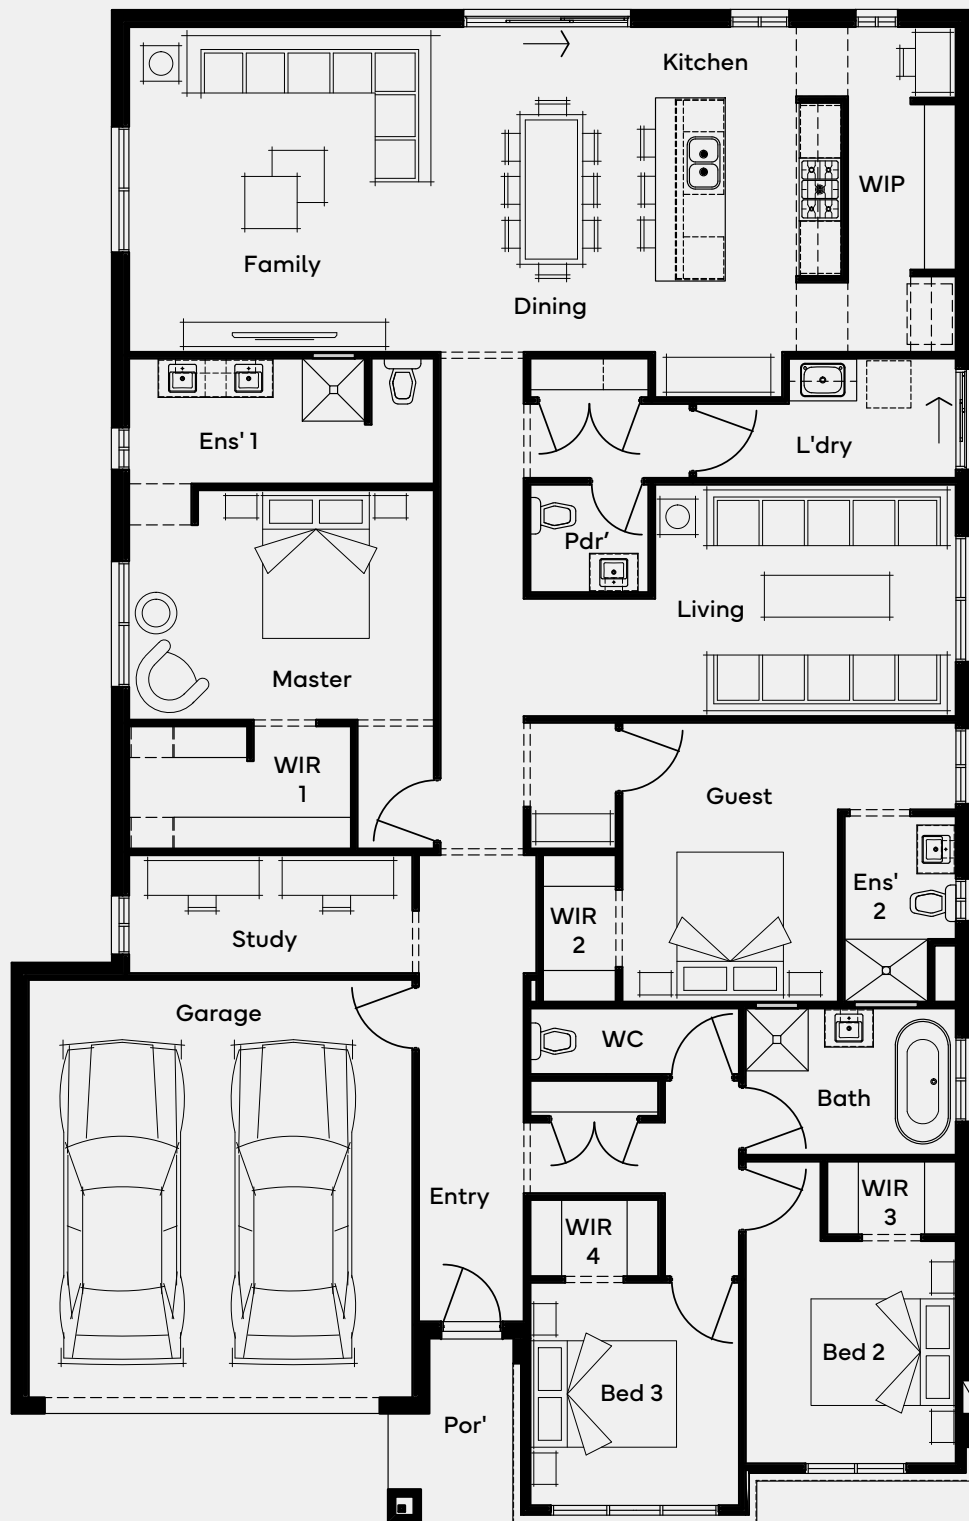 Kitchen
WIP
Family
Dining
Ens' 1
L'dry
Pdr'
Living
Master
WIR
1
Guest
Ens'
2
WIR
2
Study
Garage
WC
Bath
Entry
WIR
3
WIR
4
Bed 2
Bed 3
Por'